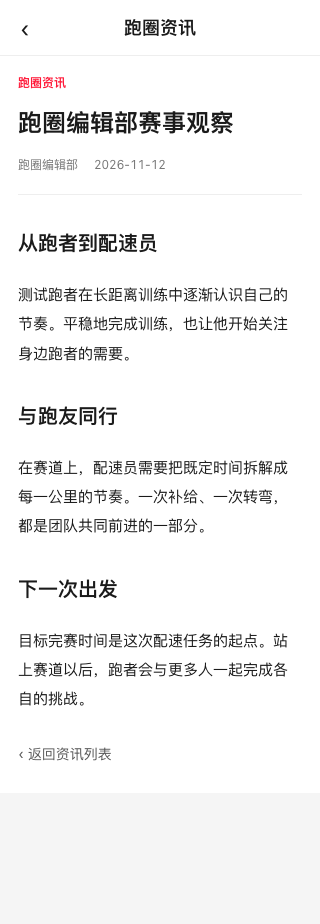 ‹ 跑圈资讯
跑圈资讯
跑圈编辑部赛事观察
跑圈编辑部 2026-11-12
从跑者到配速员
测试跑者在长距离训练中逐渐认识自己的
节奏。平稳地完成训练，也让他开始关注
身边跑者的需要。
与跑友同行
在赛道上，配速员需要把既定时间拆解成
每一公里的节奏。一次补给、一次转弯，
都是团队共同前进的一部分。
下一次出发
目标完赛时间是这次配速任务的起点。站
上赛道以后，跑者会与更多人一起完成各
自的挑战。
‹ 返回资讯列表